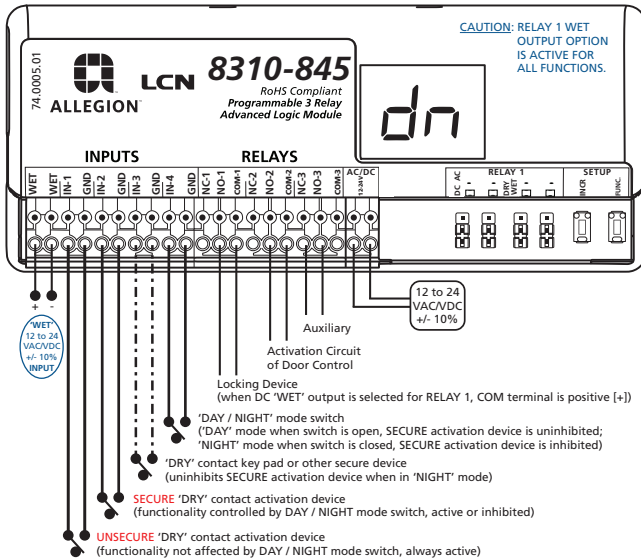 CAUTION: RELAY 1 WET
OUTPUT OPTION
IS ACTIVE FOR
ALL FUNCTIONS.
74.0005.01
ALLEGION
LCN
8310-845
RoHS Compliant
Programmable 3 Relay
Advanced Logic Module
dn
INPUTS
RELAYS
WET
WET
IN-1
GND
IN-2
GND
IN-3
GND
IN-4
GND
NC-1
NO-1
COM-1
NC-2
NO-2
COM-2
NC-3
NO-3
COM-3
AC/DC
12-24V
RELAY 1
DC AC
DRY
WET
SETUP
INCR
FUNC.
+ -
'WET'
12 to 24
VAC/VDC
+/- 10%
INPUT
12 to 24
VAC/VDC
+/- 10%
Auxiliary
Activation Circuit
of Door Control
Locking Device
(when DC 'WET' output is selected for RELAY 1, COM terminal is positive [+])
'DAY / NIGHT' mode switch
('DAY' mode when switch is open, SECURE activation device is uninhibited;
'NIGHT' mode when switch is closed, SECURE activation device is inhibited)
'DRY' contact key pad or other secure device
(uninhibits SECURE activation device when in 'NIGHT' mode)
SECURE 'DRY' contact activation device
(functionality controlled by DAY / NIGHT mode switch, active or inhibited)
UNSECURE 'DRY' contact activation device
(functionality not affected by DAY / NIGHT mode switch, always active)